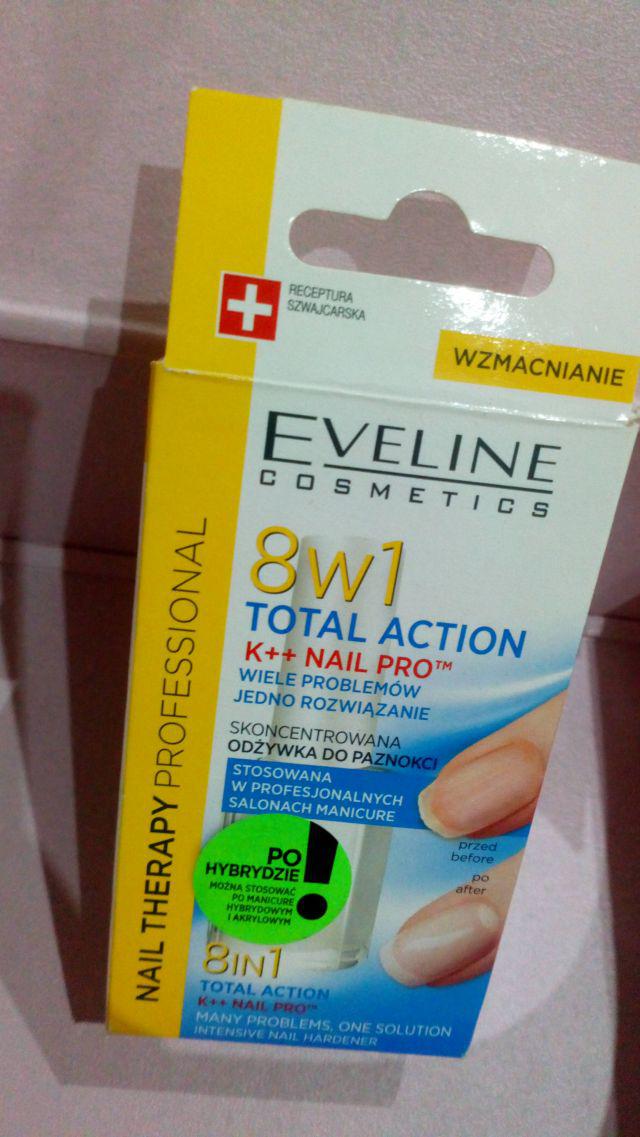 RECEPTURA
SZWAJCARSKA
WZMACNIANIE
EVELINE
COSMETICS
8w1
TOTAL ACTION
K++ NAIL PRO™
WIELE PROBLEMÓW
JEDNO ROZWIĄZANIE
SKONCENTROWANA
ODŻYWKA DO PAZNOKCI
STOSOWANA
W PROFESJONALNYCH
SALONACH MANICURE
przed
before
po
after
PO
HYBRYDZIE
!
MOŻNA STOSOWAĆ
PO MANICURE
HYBRYDOWYM
I AKRYLOWYM
8IN1
TOTAL ACTION
K++ NAIL PRO™
MANY PROBLEMS, ONE SOLUTION
INTENSIVE NAIL HARDENER
NAIL THERAPY PROFESSIONAL